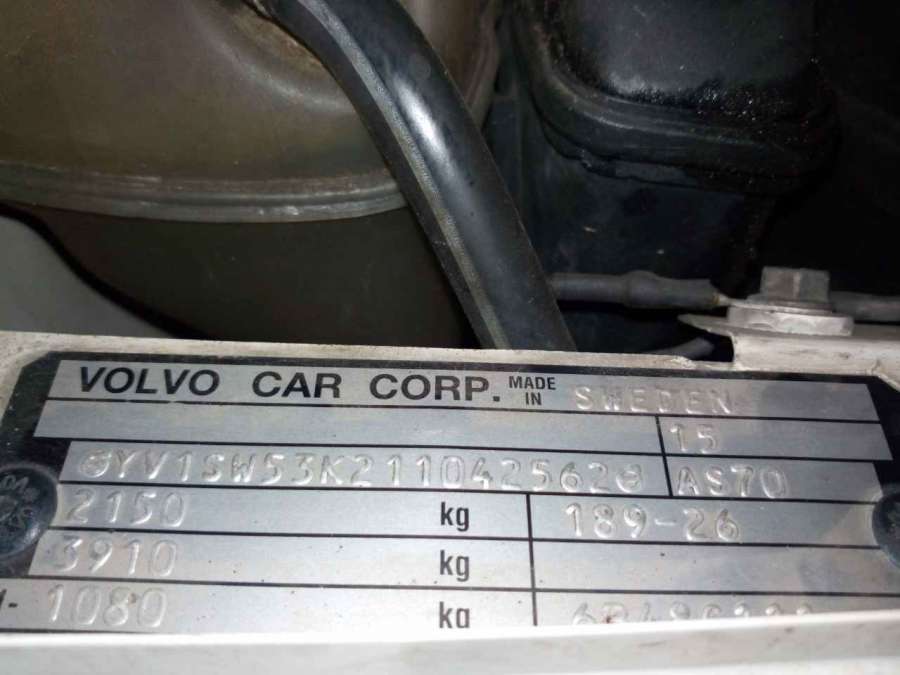 VOLVO CAR CORP. MADE IN SWEDEN
15
YV1SW53K211042562 AS70
2150 kg 189-26
3910 kg
1080 kg